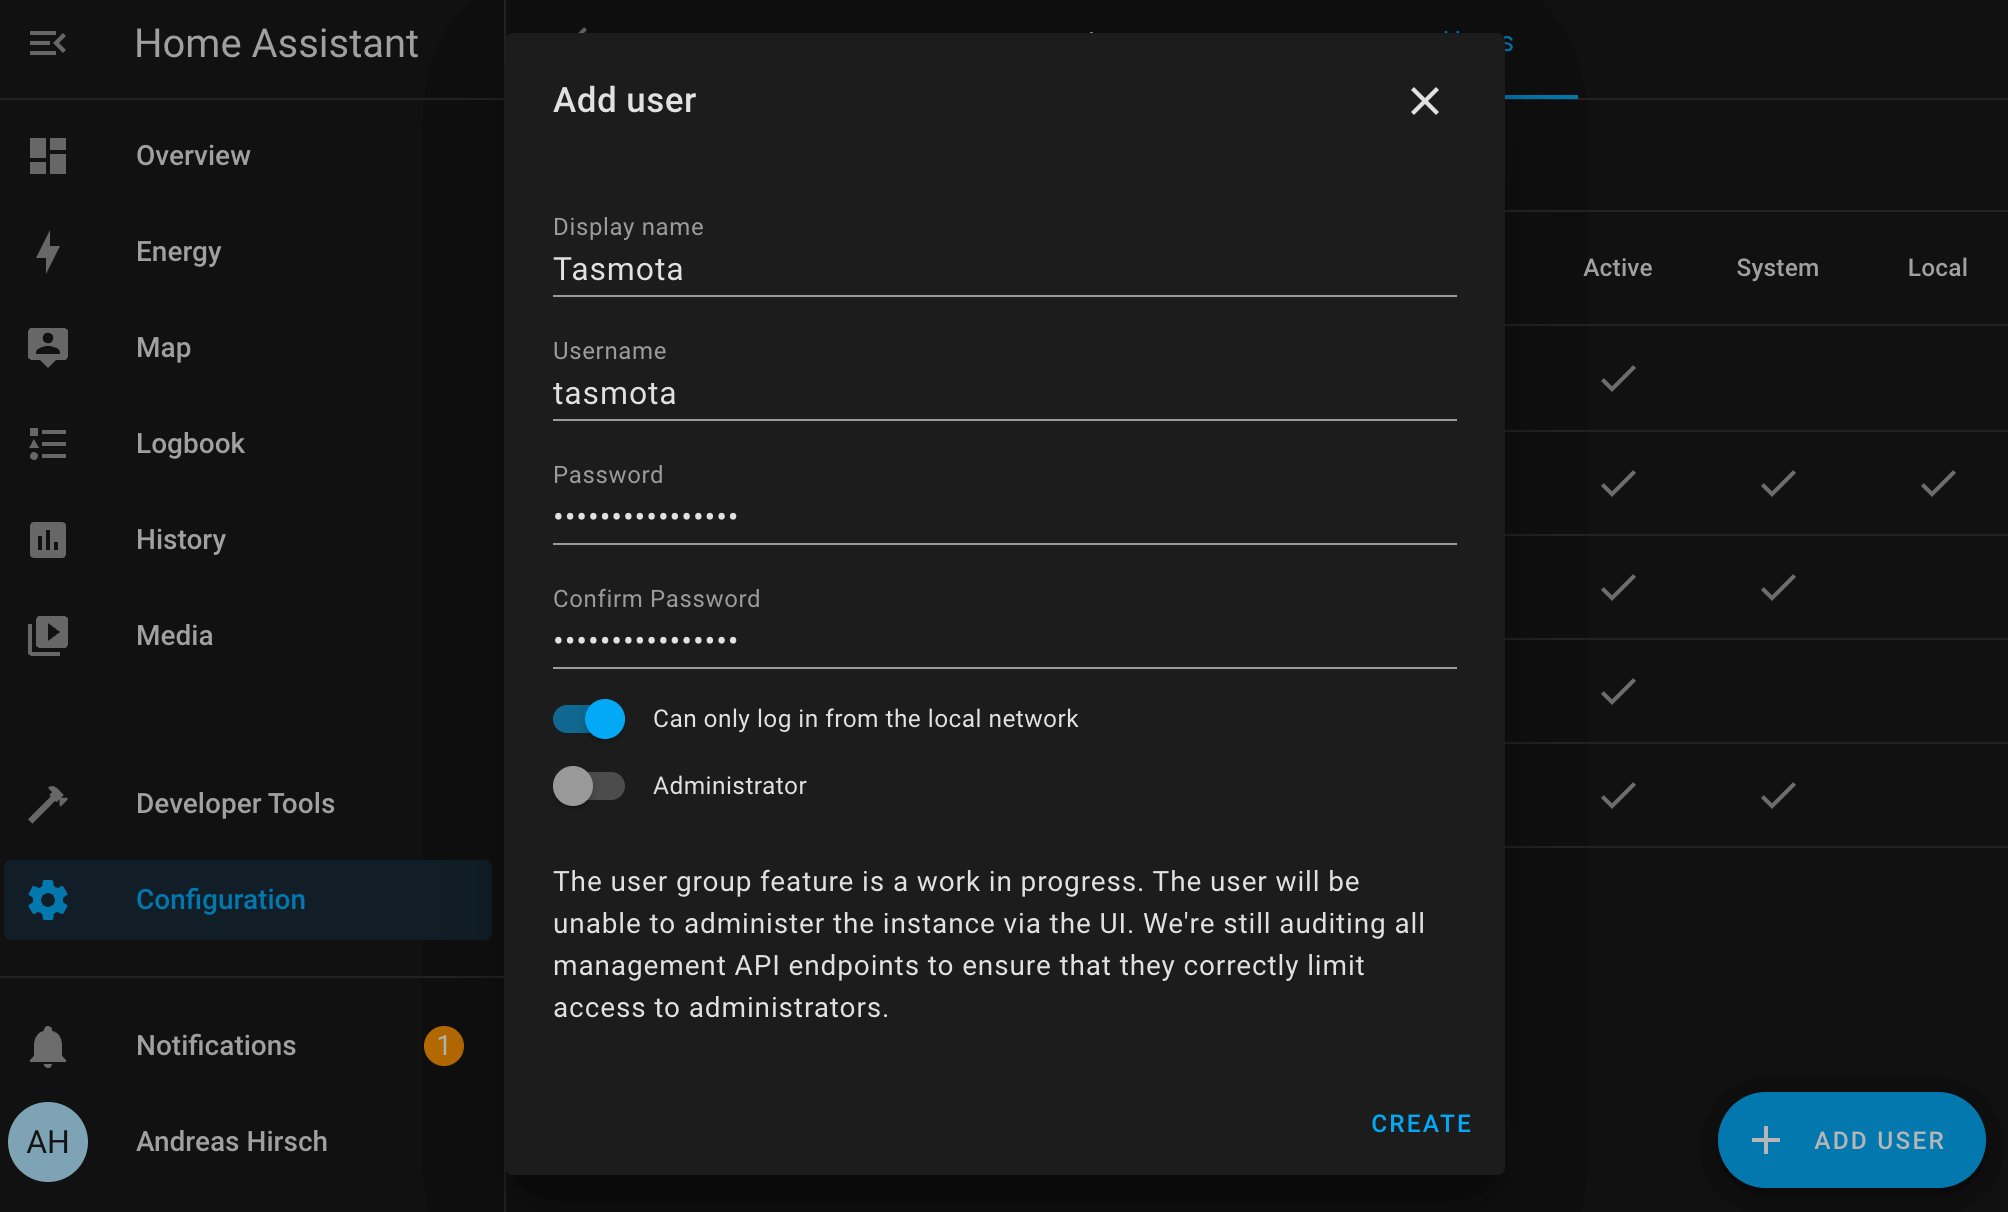 Home Assistant
Overview
Energy
Map
Logbook
History
Media
Developer Tools
Configuration
Notifications
1
AH
Andreas Hirsch
Add user
Display name
Tasmota
Username
tasmota
Password
••••••••••••••••
Confirm Password
••••••••••••••••
Can only log in from the local network
Administrator
The user group feature is a work in progress. The user will be
unable to administer the instance via the UI. We're still auditing all
management API endpoints to ensure that they correctly limit
access to administrators.
CREATE
Active System Local
ADD USER